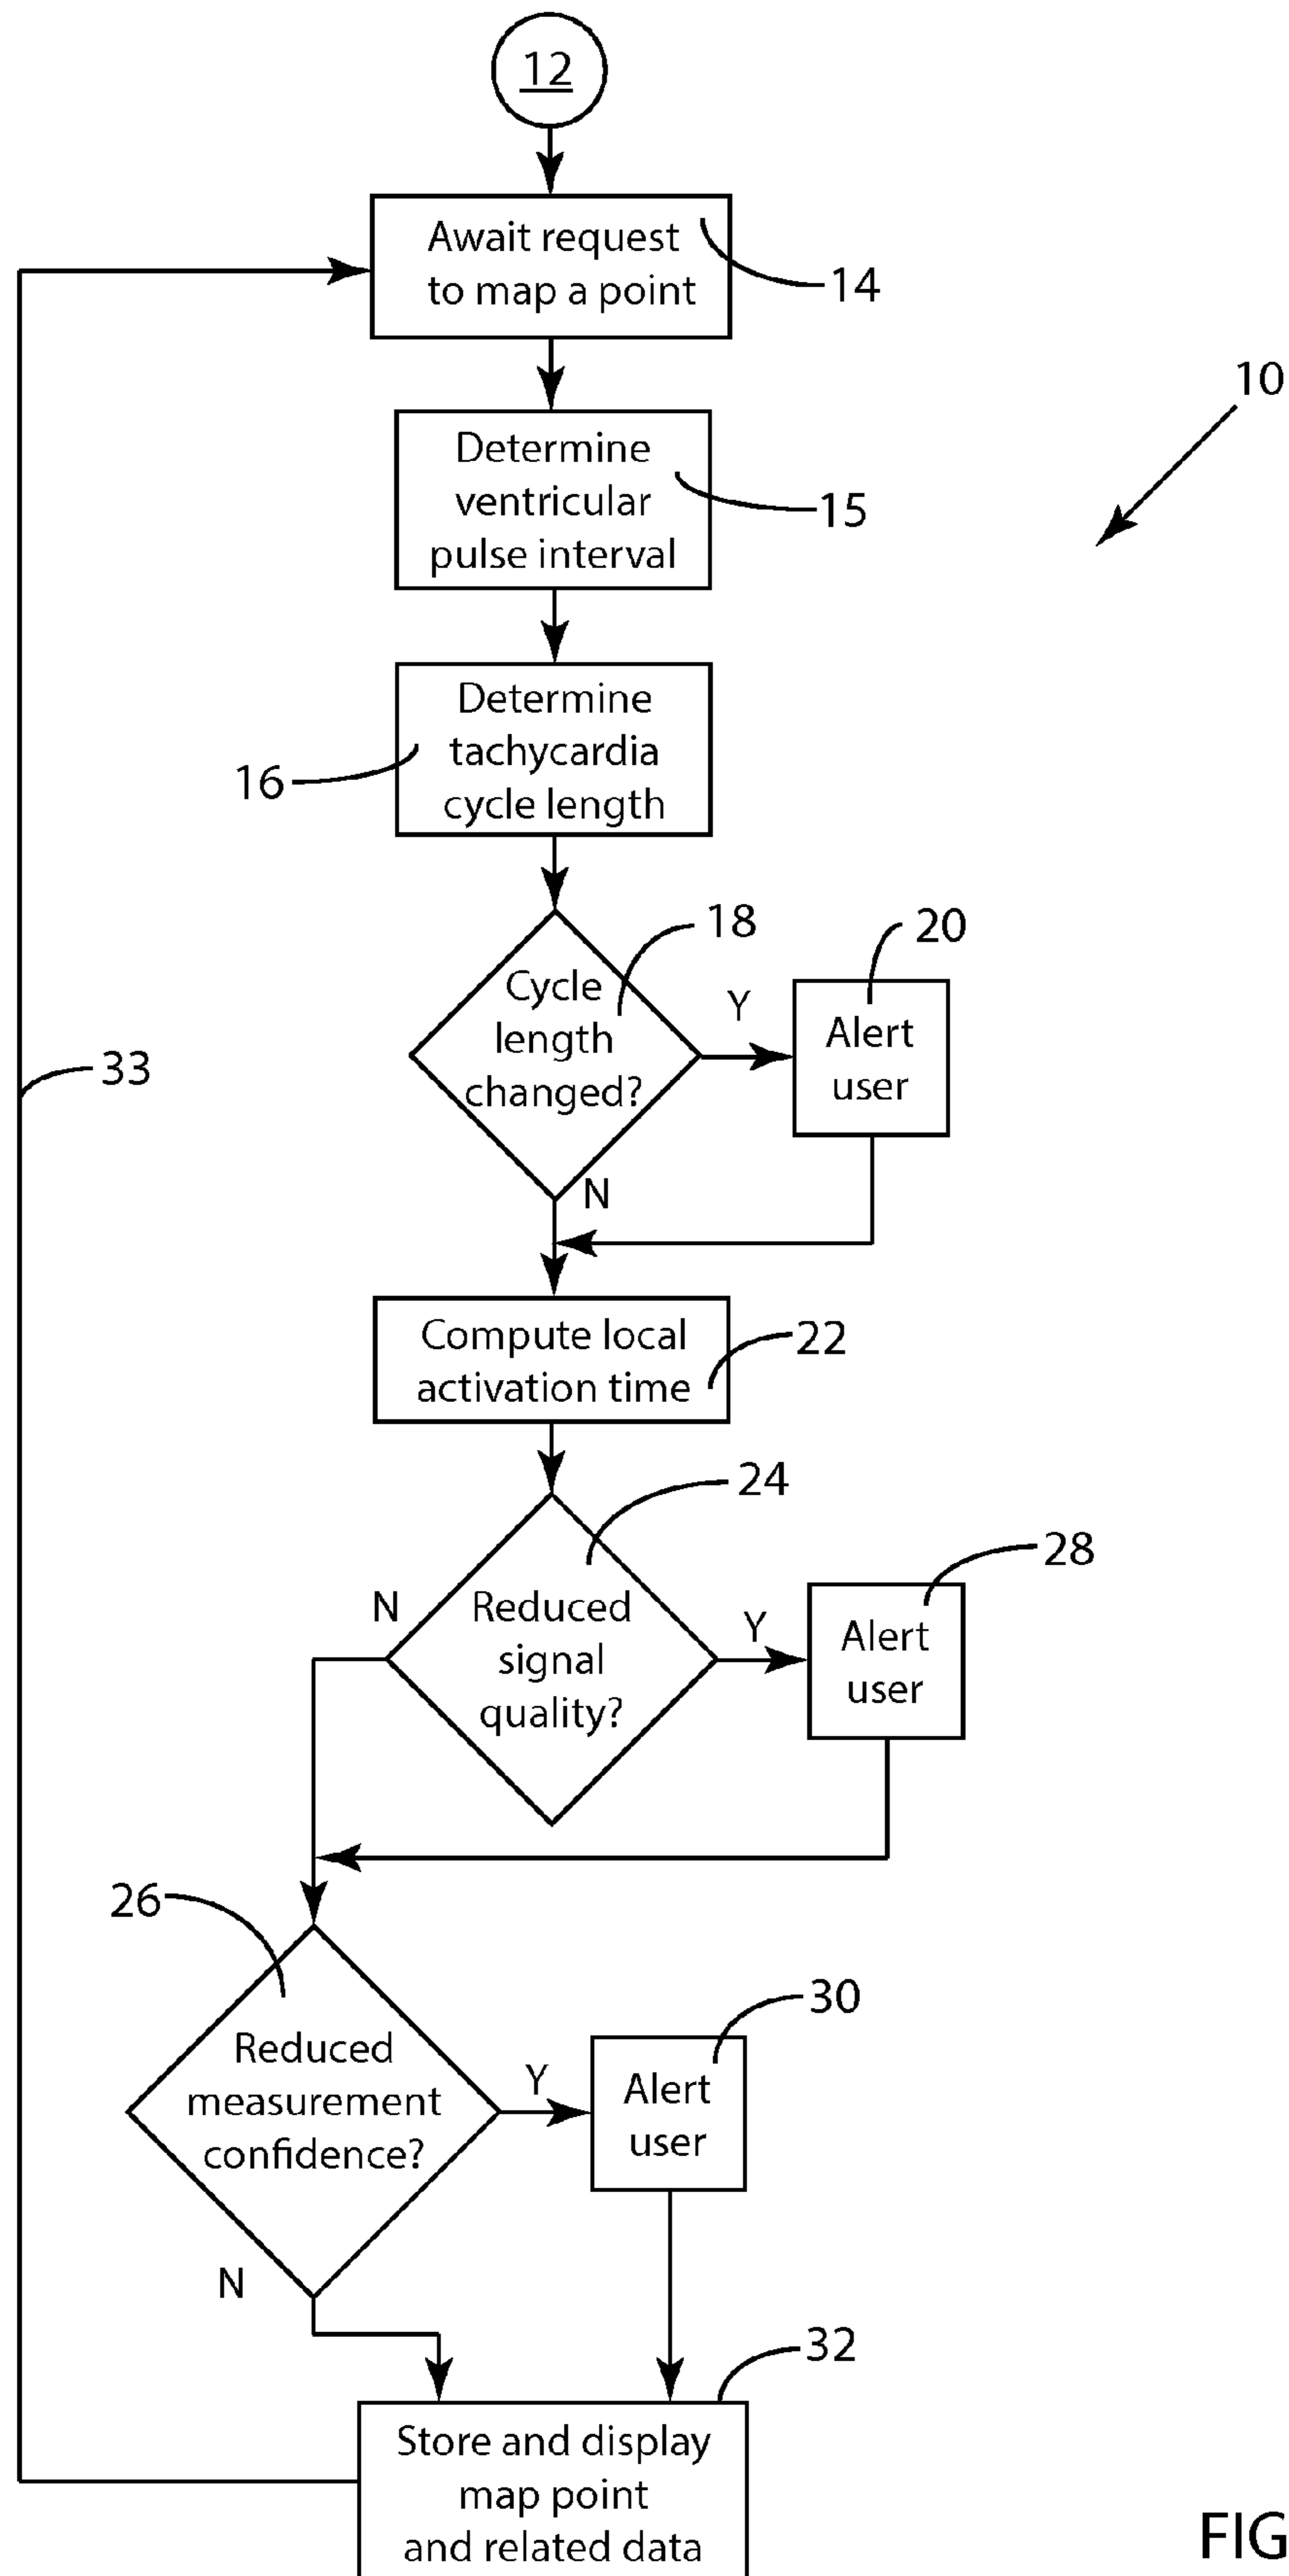 12
Await request
to map a point
14
10
Determine
ventricular
pulse interval
15
Determine
tachycardia
cycle length
16
18
20
Cycle
length
changed?
Y
Alert
user
33
N
Compute local
activation time
22
24
28
N
Reduced
signal
quality?
Y
Alert
user
26
30
Reduced
measurement
confidence?
Y
Alert
user
N
32
Store and display
map point
and related data
FIG